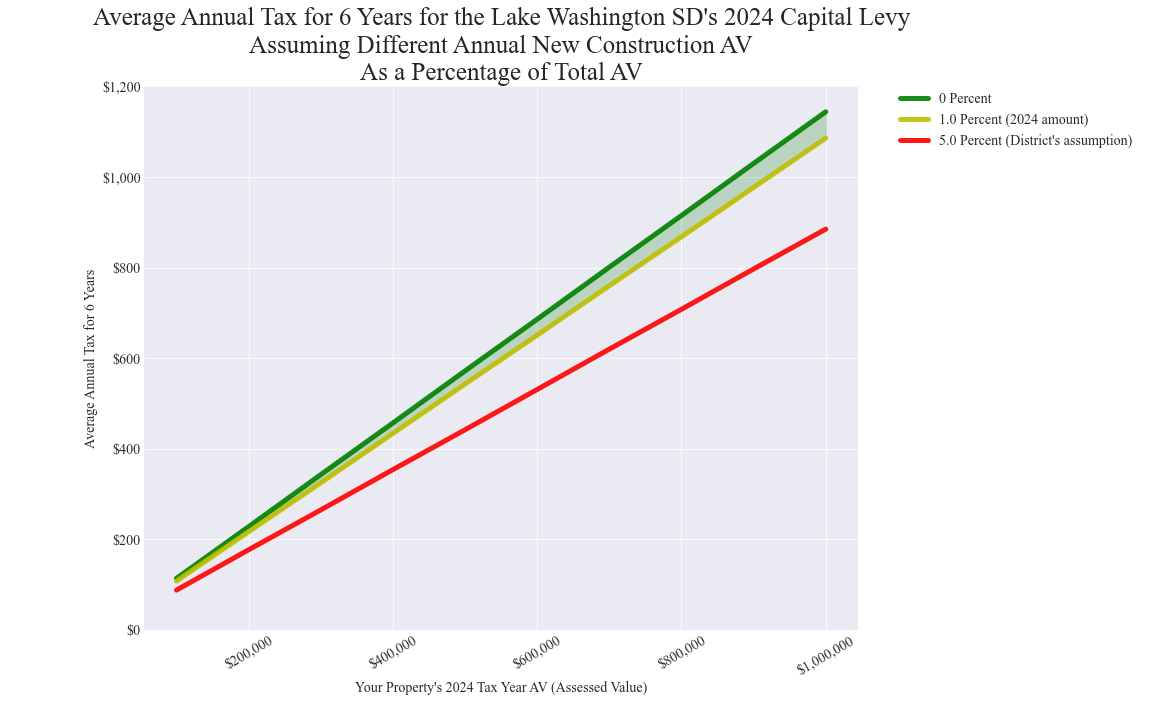 Average Annual Tax for 6 Years for the Lake Washington SD's 2024 Capital Levy
Assuming Different Annual New Construction AV
As a Percentage of Total AV
0 Percent
1.0 Percent (2024 amount)
5.0 Percent (District's assumption)
$1,200
$1,000
$800
$600
$400
$200
$0
Average Annual Tax for 6 Years
$200,000
$400,000
$600,000
$800,000
$1,000,000
Your Property's 2024 Tax Year AV (Assessed Value)